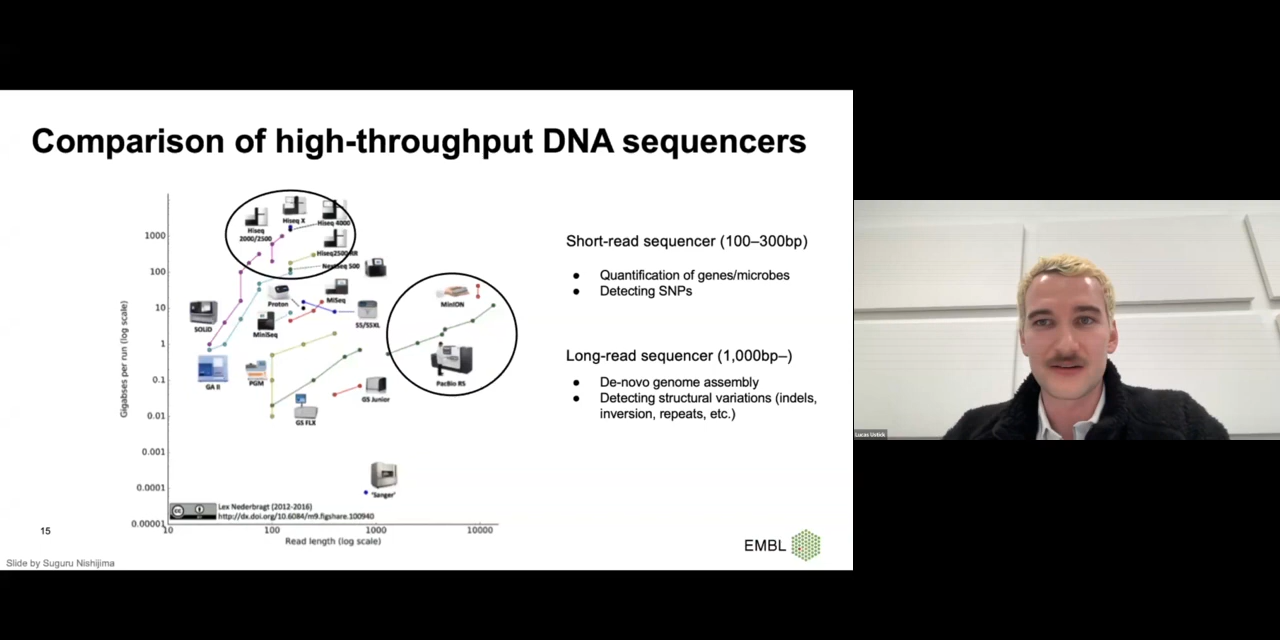 Comparison of high-throughput DNA sequencers
Hiseq X
Hiseq 4000
Hiseq
2000/2500
Hiseq2500 RR
Nextseq 500
Proton
MiSeq
SOLiD
MiniSeq
S5/S5XL
MinION
GA II
PGM
PacBio RS
GS Junior
GS FLX
'Sanger'
1000
100
10
1
0.1
0.01
0.001
0.0001
0.00001
Gigabses per run (log scale)
10
100
1000
10000
Read length (log scale)
Lex Nederbragt (2012-2016)
http://dx.doi.org/10.6084/m9.figshare.100940
Short-read sequencer (100–300bp)
● Quantification of genes/microbes
● Detecting SNPs
Long-read sequencer (1,000bp–)
● De-novo genome assembly
● Detecting structural variations (indels,
inversion, repeats, etc.)
15
EMBL
Slide by Suguru Nishijima
Lucas Ustick